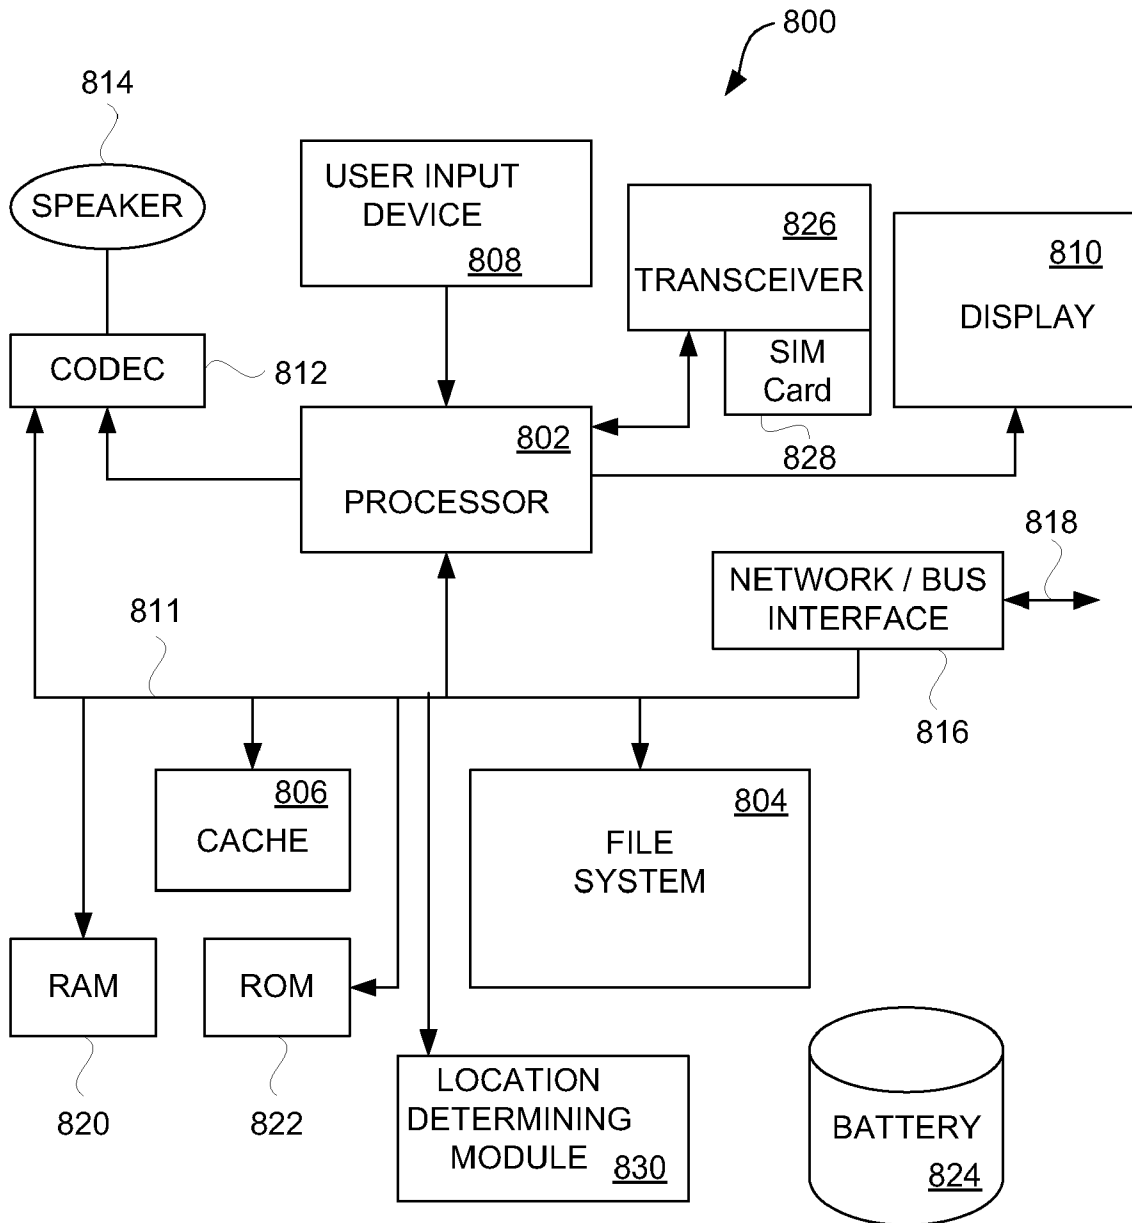 800
814
SPEAKER
USER INPUT
DEVICE
808
826
TRANSCEIVER
SIM
Card
828
810
DISPLAY
CODEC
812
802
PROCESSOR
818
NETWORK / BUS
INTERFACE
816
811
806
CACHE
804
FILE
SYSTEM
RAM
820
ROM
822
LOCATION
DETERMINING
MODULE
830
BATTERY
824